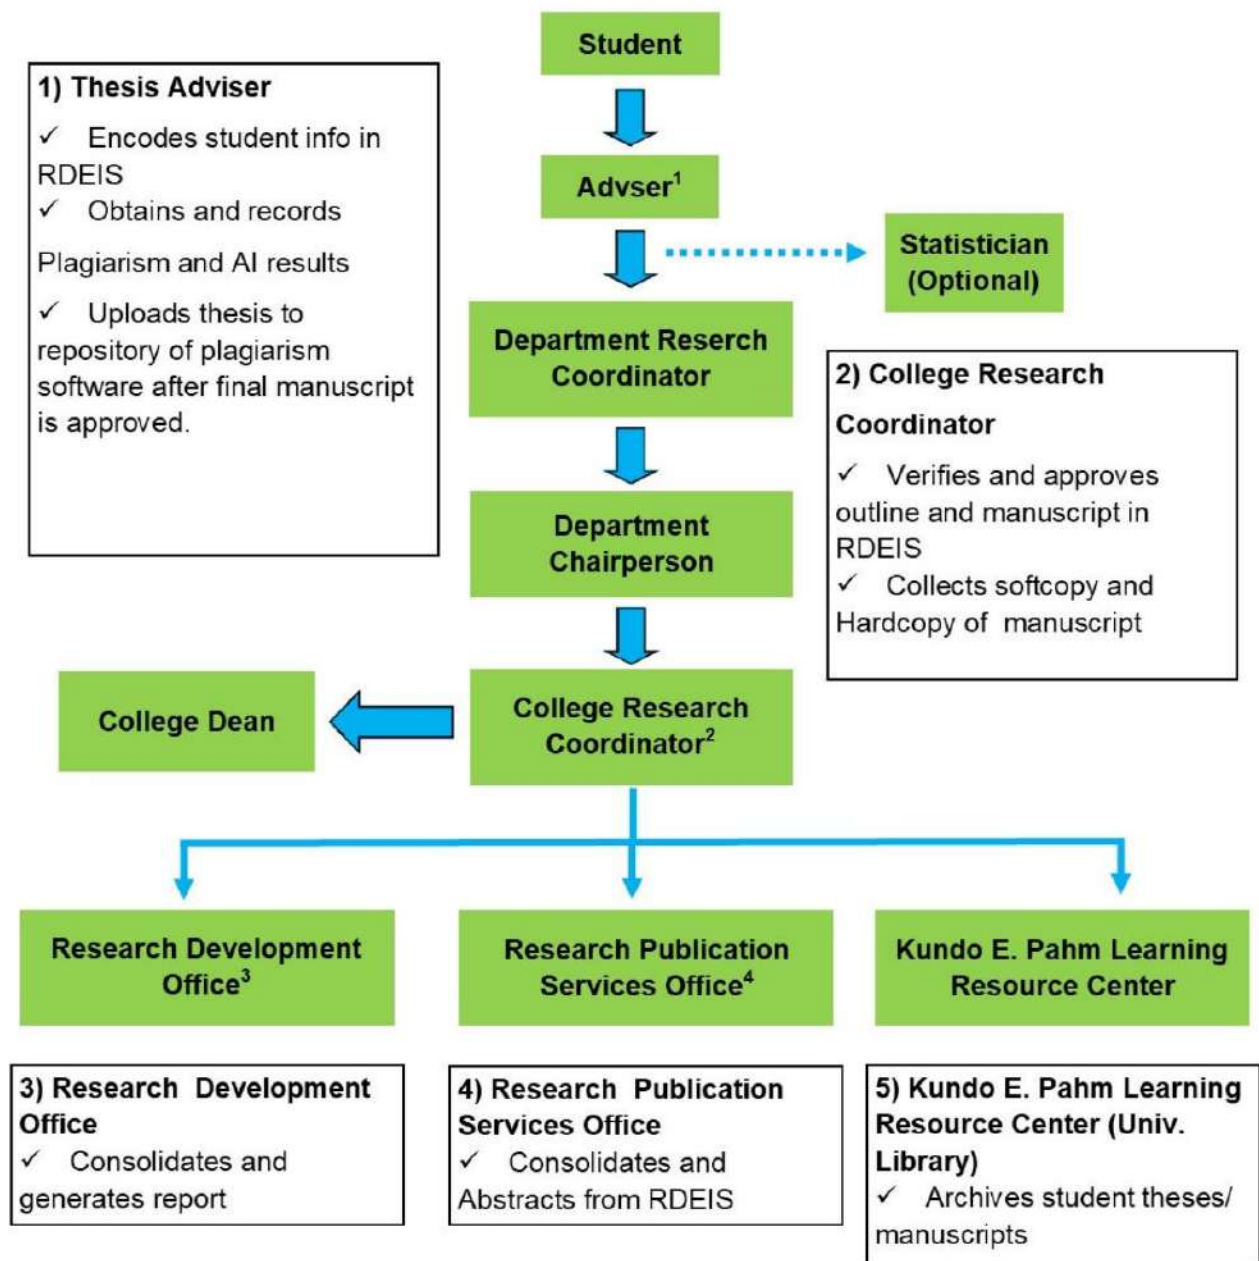 Student
1) Thesis Adviser
✓ Encodes student info in
RDEIS
✓ Obtains and records
Plagiarism and AI results
✓ Uploads thesis to
repository of plagiarism
software after final manuscript
is approved.
Advser¹
Statistician
(Optional)
Department Reserch
Coordinator
2) College Research
Coordinator
✓ Verifies and approves
outline and manuscript in
RDEIS
✓ Collects softcopy and
Hardcopy of manuscript
Department
Chairperson
College Dean
College Research
Coordinator²
Research Development
Office³
Research Publication
Services Office⁴
Kundo E. Pahm Learning
Resource Center
3) Research Development
Office
✓ Consolidates and
generates report
4) Research Publication
Services Office
✓ Consolidates and
Abstracts from RDEIS
5) Kundo E. Pahm Learning
Resource Center (Univ.
Library)
✓ Archives student theses/
manuscripts